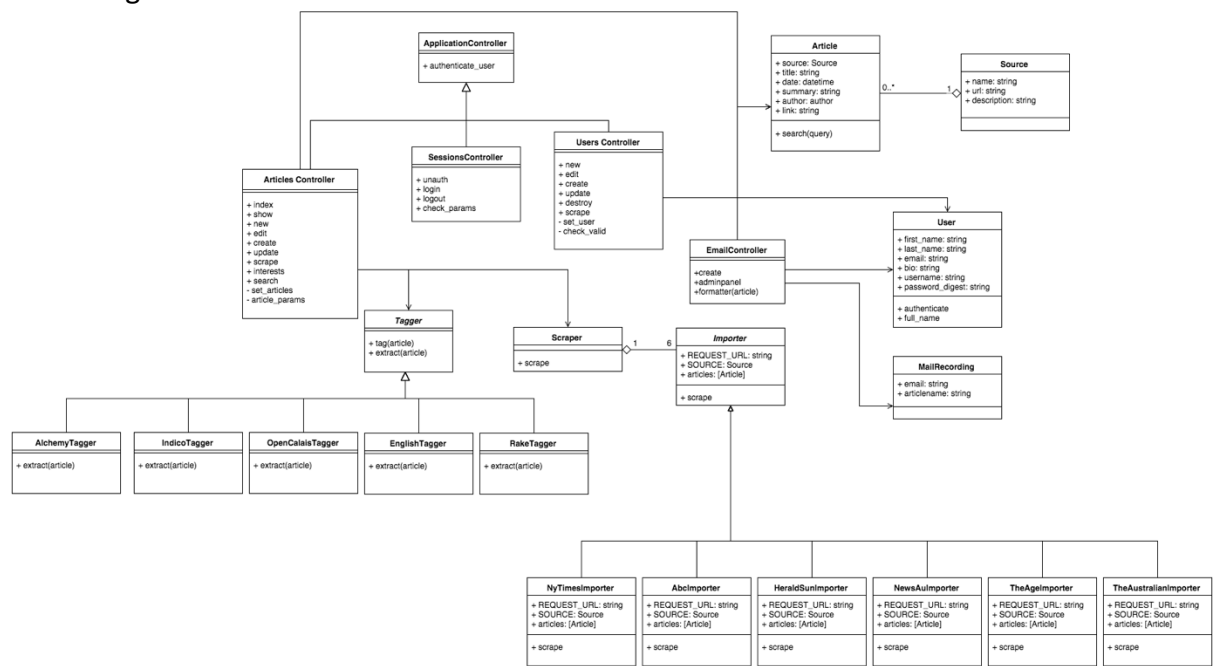 ApplicationController
+ authenticate_user
Article
+ source: Source
+ title: string
+ date: datetime
+ summary: string
+ author: author
+ link: string
+ search(query)
0..*
1
Source
+ name: string
+ url: string
+ description: string
Articles Controller
+ index
+ show
+ new
+ edit
+ create
+ update
+ scrape
+ interests
+ search
- set_articles
- article_params
SessionsController
+ unauth
+ login
+ logout
+ check_params
Users Controller
+ new
+ edit
+ create
+ update
+ destroy
+ scrape
- set_user
- check_valid
EmailController
+create
+adminpanel
+formatter(article)
User
+ first_name: string
+ last_name: string
+ email: string
+ bio: string
+ username: string
+ password_digest: string
+ authenticate
+ full_name
Tagger
+ tag(article)
+ extract(article)
Scraper
+ scrape
1
6
Importer
+ REQUEST_URL: string
+ SOURCE: Source
+ articles: [Article]
+ scrape
MailRecording
+ email: string
+ articlename: string
AlchemyTagger
+ extract(article)
IndicoTagger
+ extract(article)
OpenCalaisTagger
+ extract(article)
EnglishTagger
+ extract(article)
RakeTagger
+ extract(article)
NyTimesImporter
+ REQUEST_URL: string
+ SOURCE: Source
+ articles: [Article]
+ scrape
AbcImporter
+ REQUEST_URL: string
+ SOURCE: Source
+ articles: [Article]
+ scrape
HeraldSunImporter
+ REQUEST_URL: string
+ SOURCE: Source
+ articles: [Article]
+ scrape
NewsAuImporter
+ REQUEST_URL: string
+ SOURCE: Source
+ articles: [Article]
+ scrape
TheAgeImporter
+ REQUEST_URL: string
+ SOURCE: Source
+ articles: [Article]
+ scrape
TheAustralianImporter
+ REQUEST_URL: string
+ SOURCE: Source
+ articles: [Article]
+ scrape